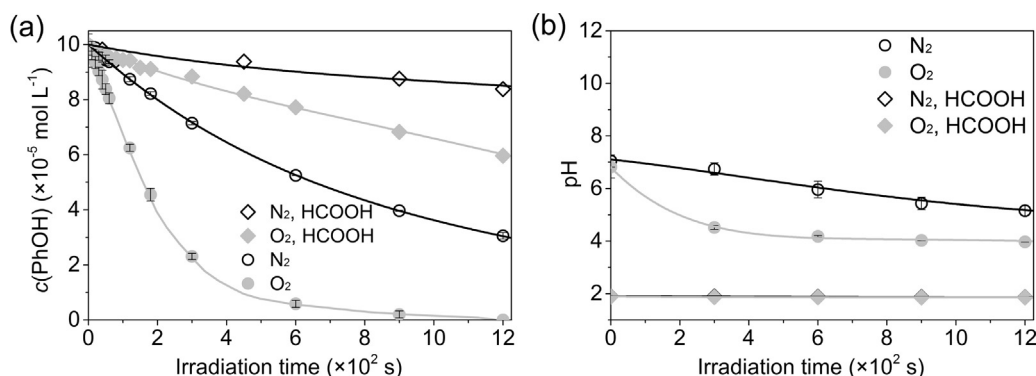 (a)
10
8
6
4
2
0
c(PhOH) (×10⁻⁵ mol L⁻¹)
N₂, HCOOH
O₂, HCOOH
N₂
O₂
0 2 4 6 8 10 12
Irradiation time (×10² s)
(b)
10
8
6
4
2
pH
N₂
O₂
N₂, HCOOH
O₂, HCOOH
0 2 4 6 8 10 12
Irradiation time (×10² s)